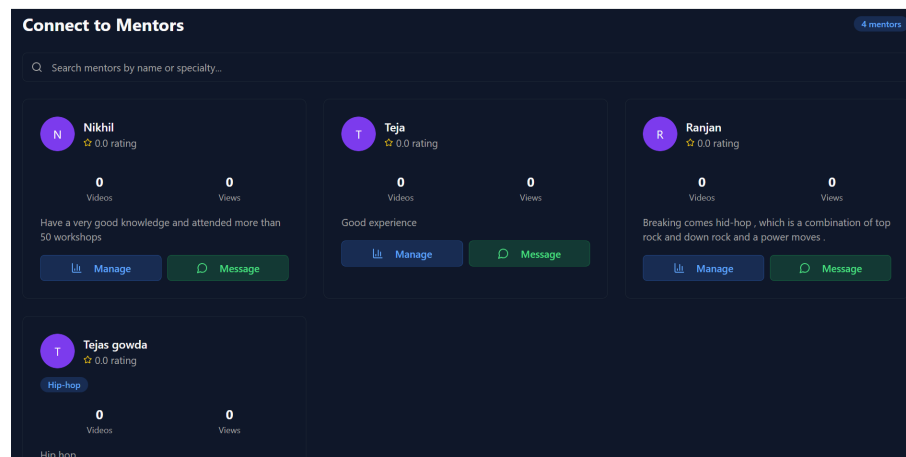 Connect to Mentors
4 mentors
Search mentors by name or specialty...
N
Nikhil
0.0 rating
0
Videos
0
Views
Have a very good knowledge and attended more than
50 workshops
Manage
Message
T
Teja
0.0 rating
0
Videos
0
Views
Good experience
Manage
Message
R
Ranjan
0.0 rating
0
Videos
0
Views
Breaking comes hid-hop , which is a combination of top
rock and down rock and a power moves .
Manage
Message
T
Tejas gowda
0.0 rating
Hip-hop
0
Videos
0
Views
Hip hop